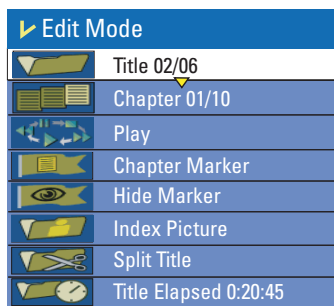 Edit Mode
Title 02/06
Chapter 01/10
Play
Chapter Marker
Hide Marker
Index Picture
Split Title
Title Elapsed 0:20:45